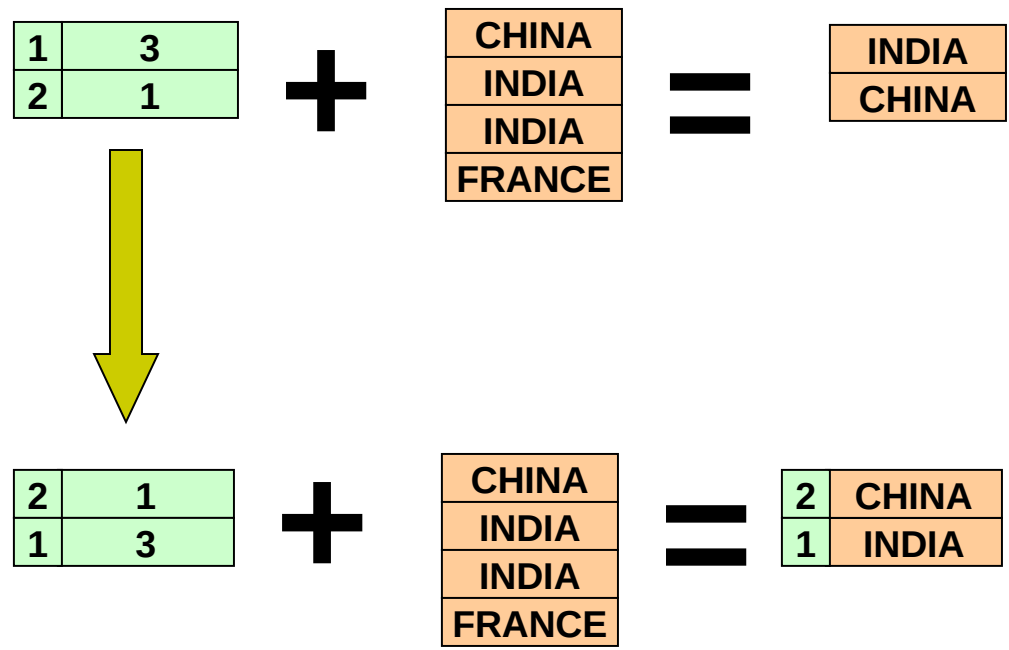 1 3
2 1
+
CHINA
INDIA
INDIA
FRANCE
=
INDIA
CHINA
2 1
1 3
+
CHINA
INDIA
INDIA
FRANCE
=
2 CHINA
1 INDIA